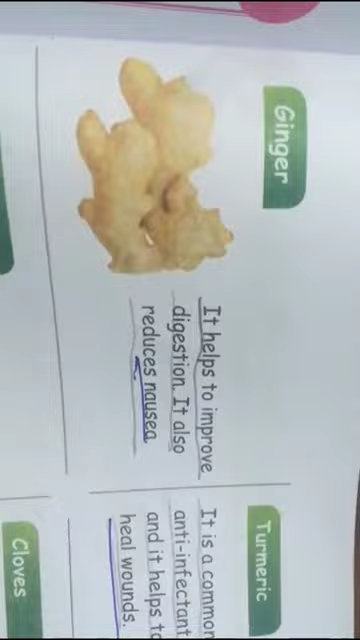 Ginger
It helps to improve
digestion. It also
reduces nausea
Turmeric
It is a common
anti-infectant
and it helps to
heal wounds.
Cloves